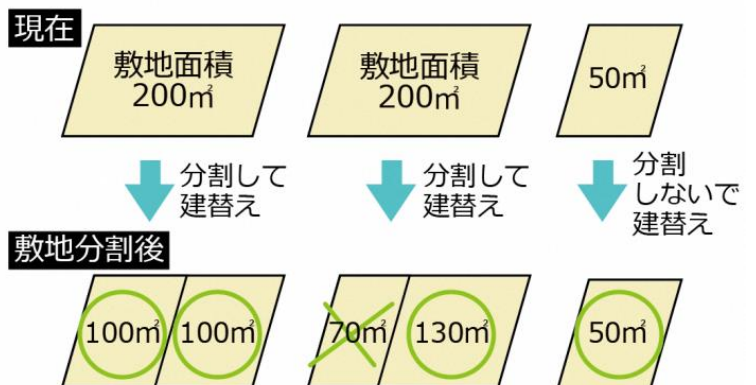 現在
敷地面積
200㎡
敷地面積
200㎡
50㎡
分割して
建替え
分割して
建替え
分割
しないで
建替え
敷地分割後
100㎡
100㎡
70㎡
130㎡
50㎡